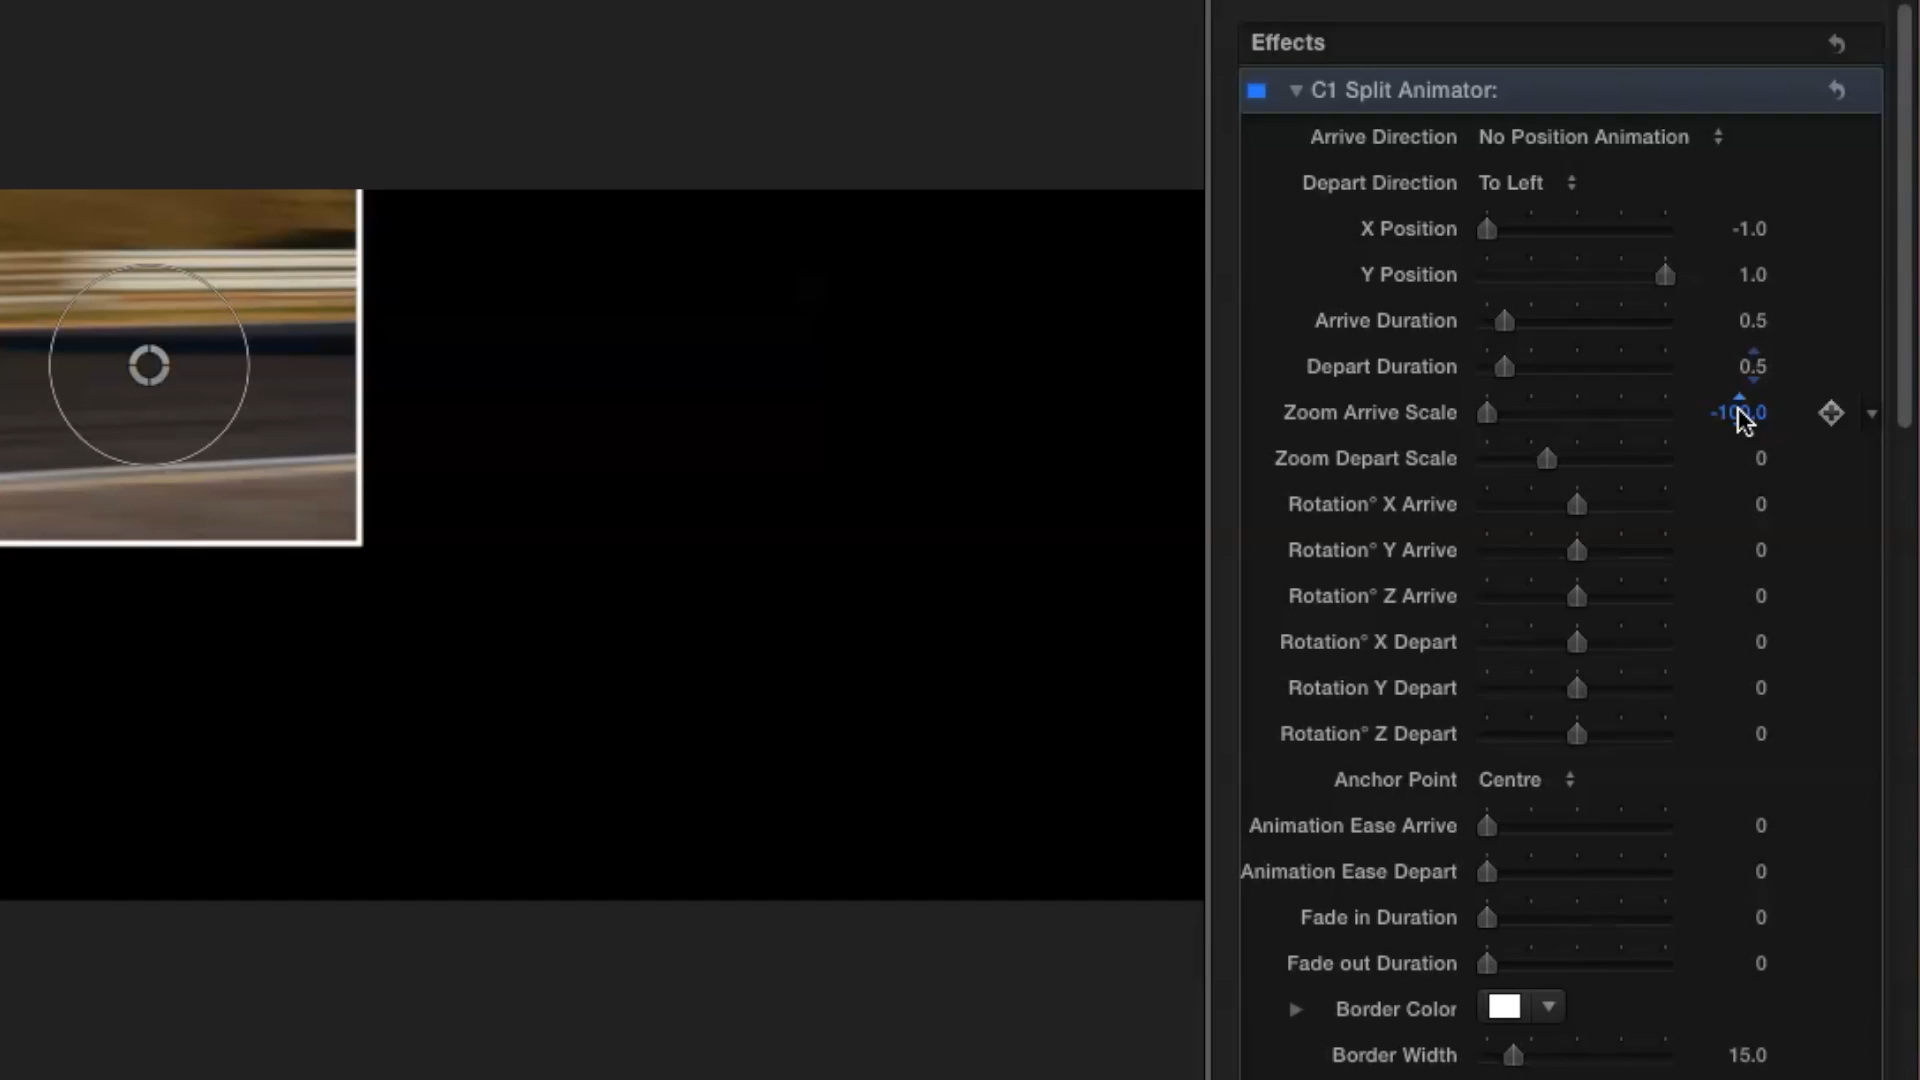 Effects
C1 Split Animator:
Arrive Direction No Position Animation
Depart Direction To Left
X Position -1.0
Y Position 1.0
Arrive Duration 0.5
Depart Duration 0.5
Zoom Arrive Scale -100.0
Zoom Depart Scale 0
Rotation° X Arrive 0
Rotation° Y Arrive 0
Rotation° Z Arrive 0
Rotation° X Depart 0
Rotation Y Depart 0
Rotation° Z Depart 0
Anchor Point Centre
Animation Ease Arrive 0
Animation Ease Depart 0
Fade in Duration 0
Fade out Duration 0
Border Color
Border Width 15.0